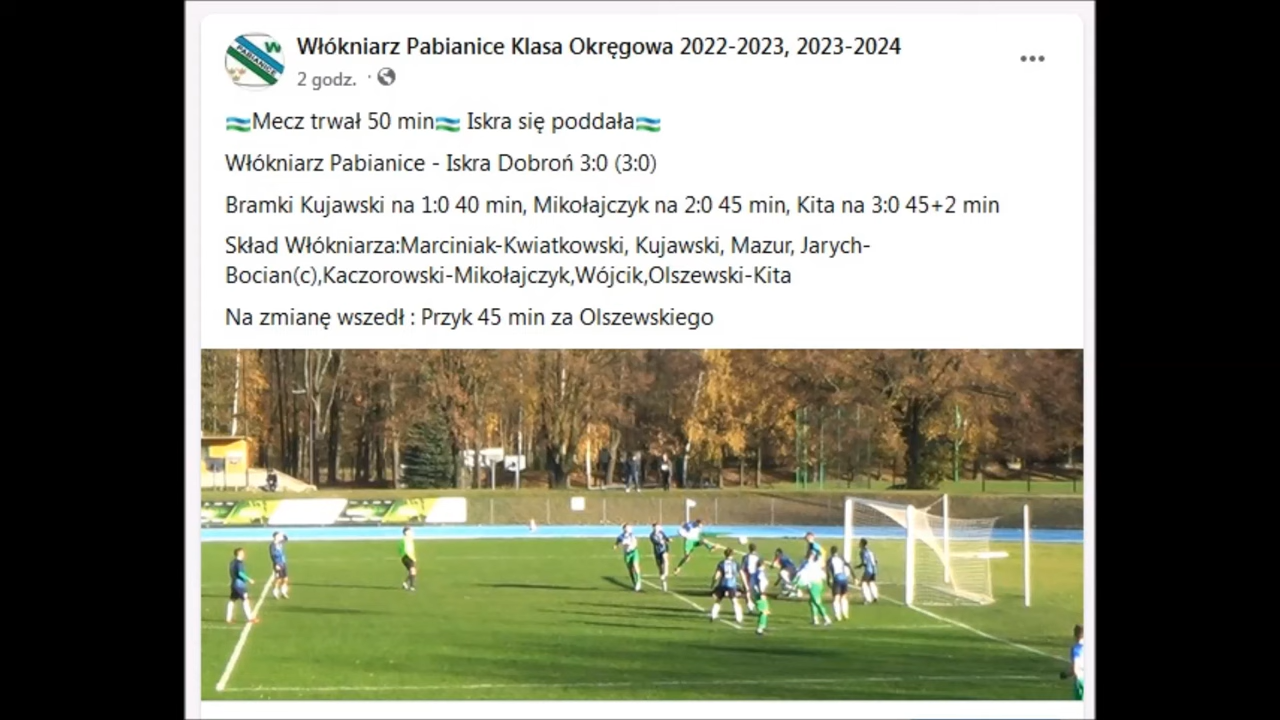 Włókniarz Pabianice Klasa Okręgowa 2022-2023, 2023-2024
2 godz. ·
Mecz trwał 50 min Iskra się poddała
Włókniarz Pabianice - Iskra Dobroń 3:0 (3:0)
Bramki Kujawski na 1:0 40 min, Mikołajczyk na 2:0 45 min, Kita na 3:0 45+2 min
Skład Włókniarza:Marciniak-Kwiatkowski, Kujawski, Mazur, Jarych-
Bocian(c),Kaczorowski-Mikołajczyk,Wójcik,Olszewski-Kita
Na zmianę wszedł : Przyk 45 min za Olszewskiego
W
PABIANICE